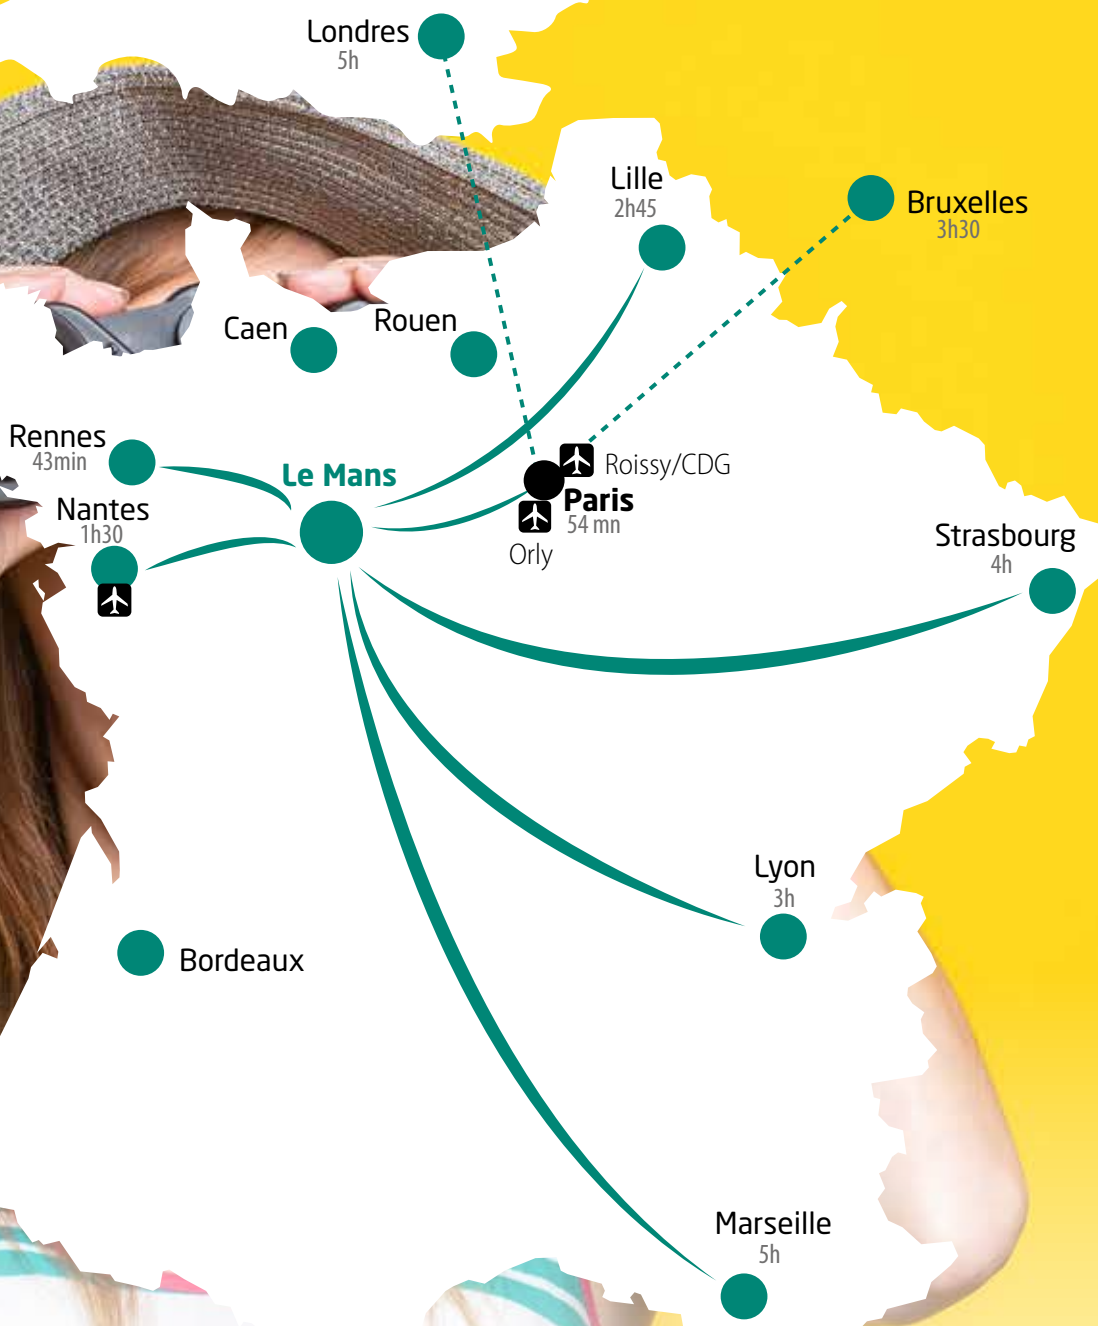 Londres
5h
Lille
2h45
Bruxelles
3h30
Caen
Rouen
Rennes
43min
Le Mans
Roissy/CDG
Paris
54 mn
Orly
Nantes
1h30
Strasbourg
4h
Lyon
3h
Bordeaux
Marseille
5h